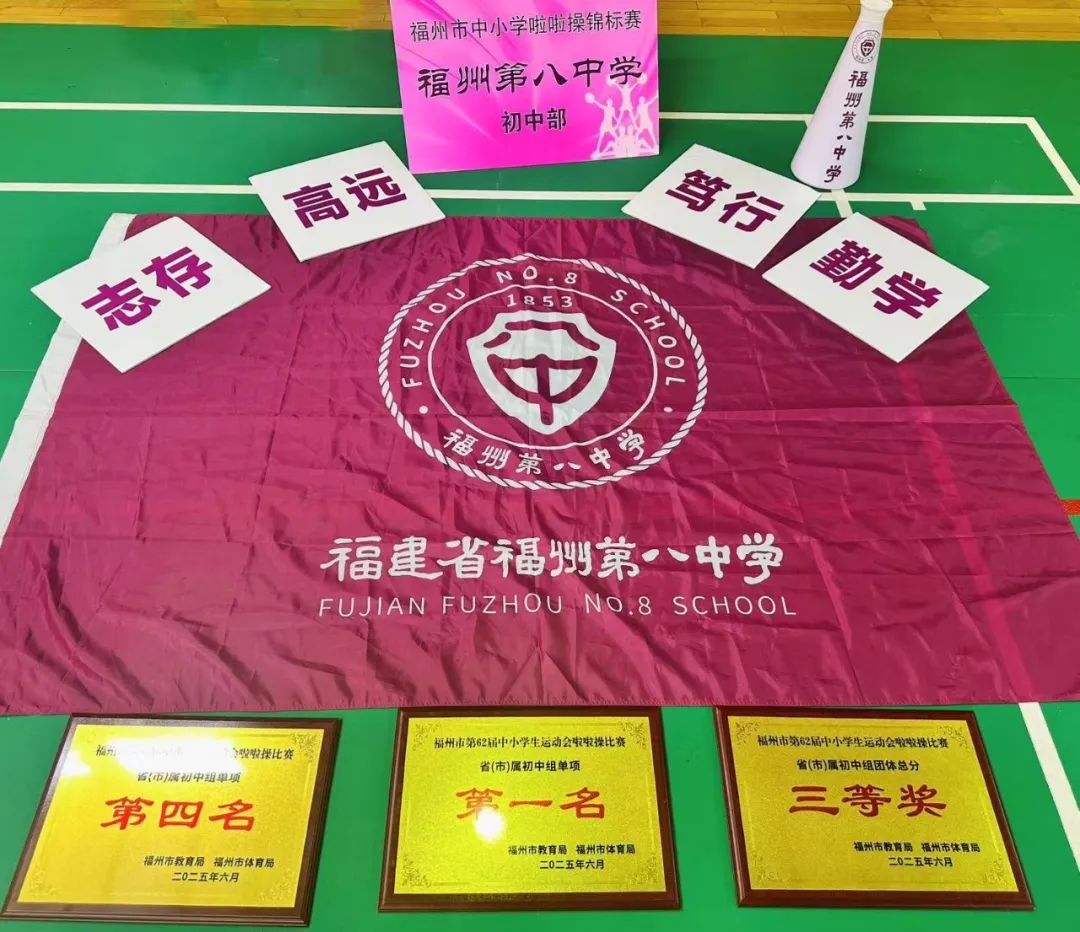 福州市中小学啦啦操锦标赛
福州第八中学
初中部
福州第八中学
志存
高远
笃行
勤学
FUZHOU NO.8 SCHOOL
1853
福州第八中学
福建省福州第八中学
FUJIAN FUZHOU No.8 SCHOOL
福州
会啦啦操比赛
省(市)属初中组单项
第四名
福州市教育局 福州市体育局
二〇二五年六月
福州市第62届中小学生运动会啦啦操比赛
省(市)属初中组单项
第一名
福州市教育局 福州市体育局
二〇二五年六月
福州市第62届中小学生运动会啦啦操比赛
省(市)属初中组团体总分
三等奖
福州市教育局 福州市体育局
二〇二五年六月